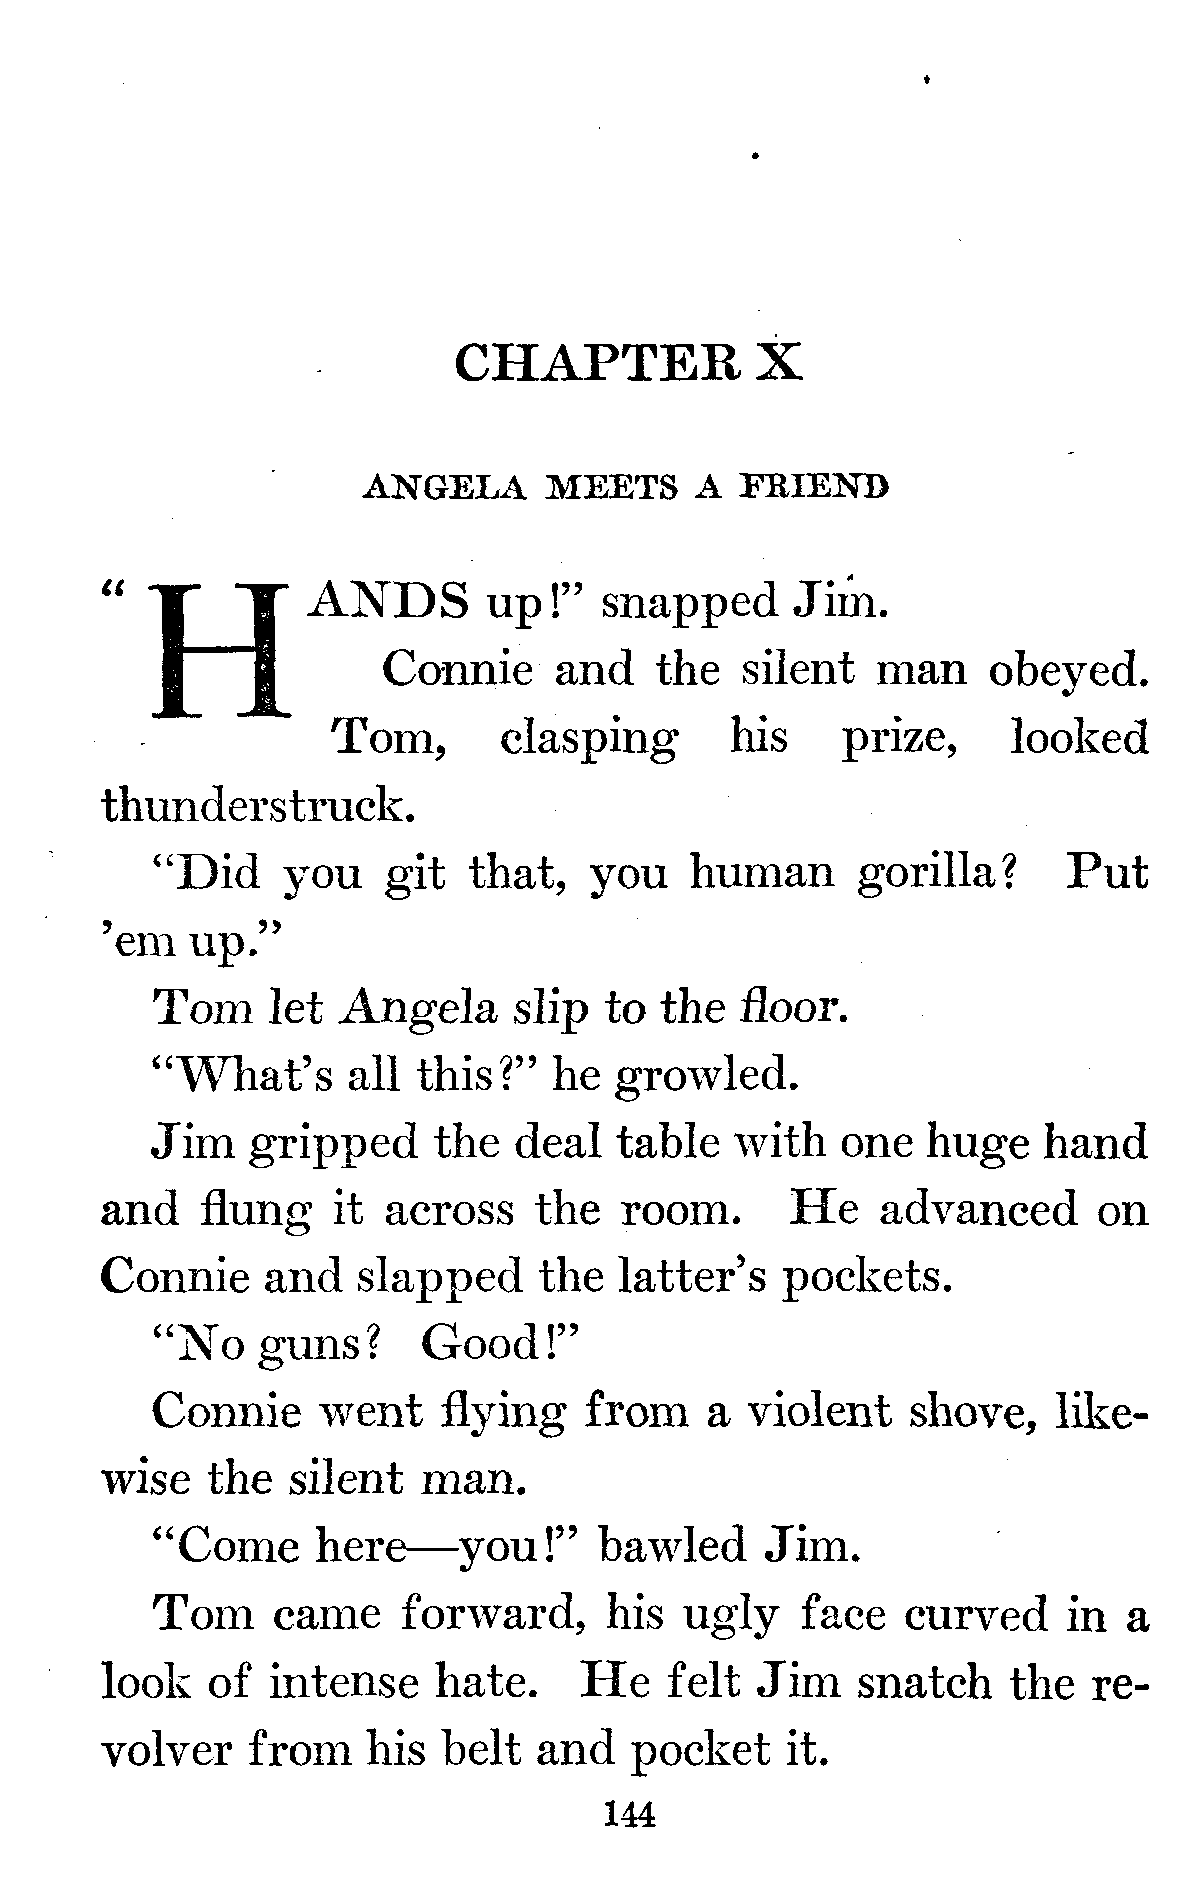 CHAPTER X
ANGELA MEETS A FRIEND
"HANDS up!" snapped Jim.
Connie and the silent man obeyed.
Tom, clasping his prize, looked
thunderstruck.
"Did you git that, you human gorilla? Put
'em up."
Tom let Angela slip to the floor.
"What's all this?" he growled.
Jim gripped the deal table with one huge hand
and flung it across the room. He advanced on
Connie and slapped the latter's pockets.
"No guns? Good!"
Connie went flying from a violent shove, like-
wise the silent man.
"Come here—you!" bawled Jim.
Tom came forward, his ugly face curved in a
look of intense hate. He felt Jim snatch the re-
volver from his belt and pocket it.
144